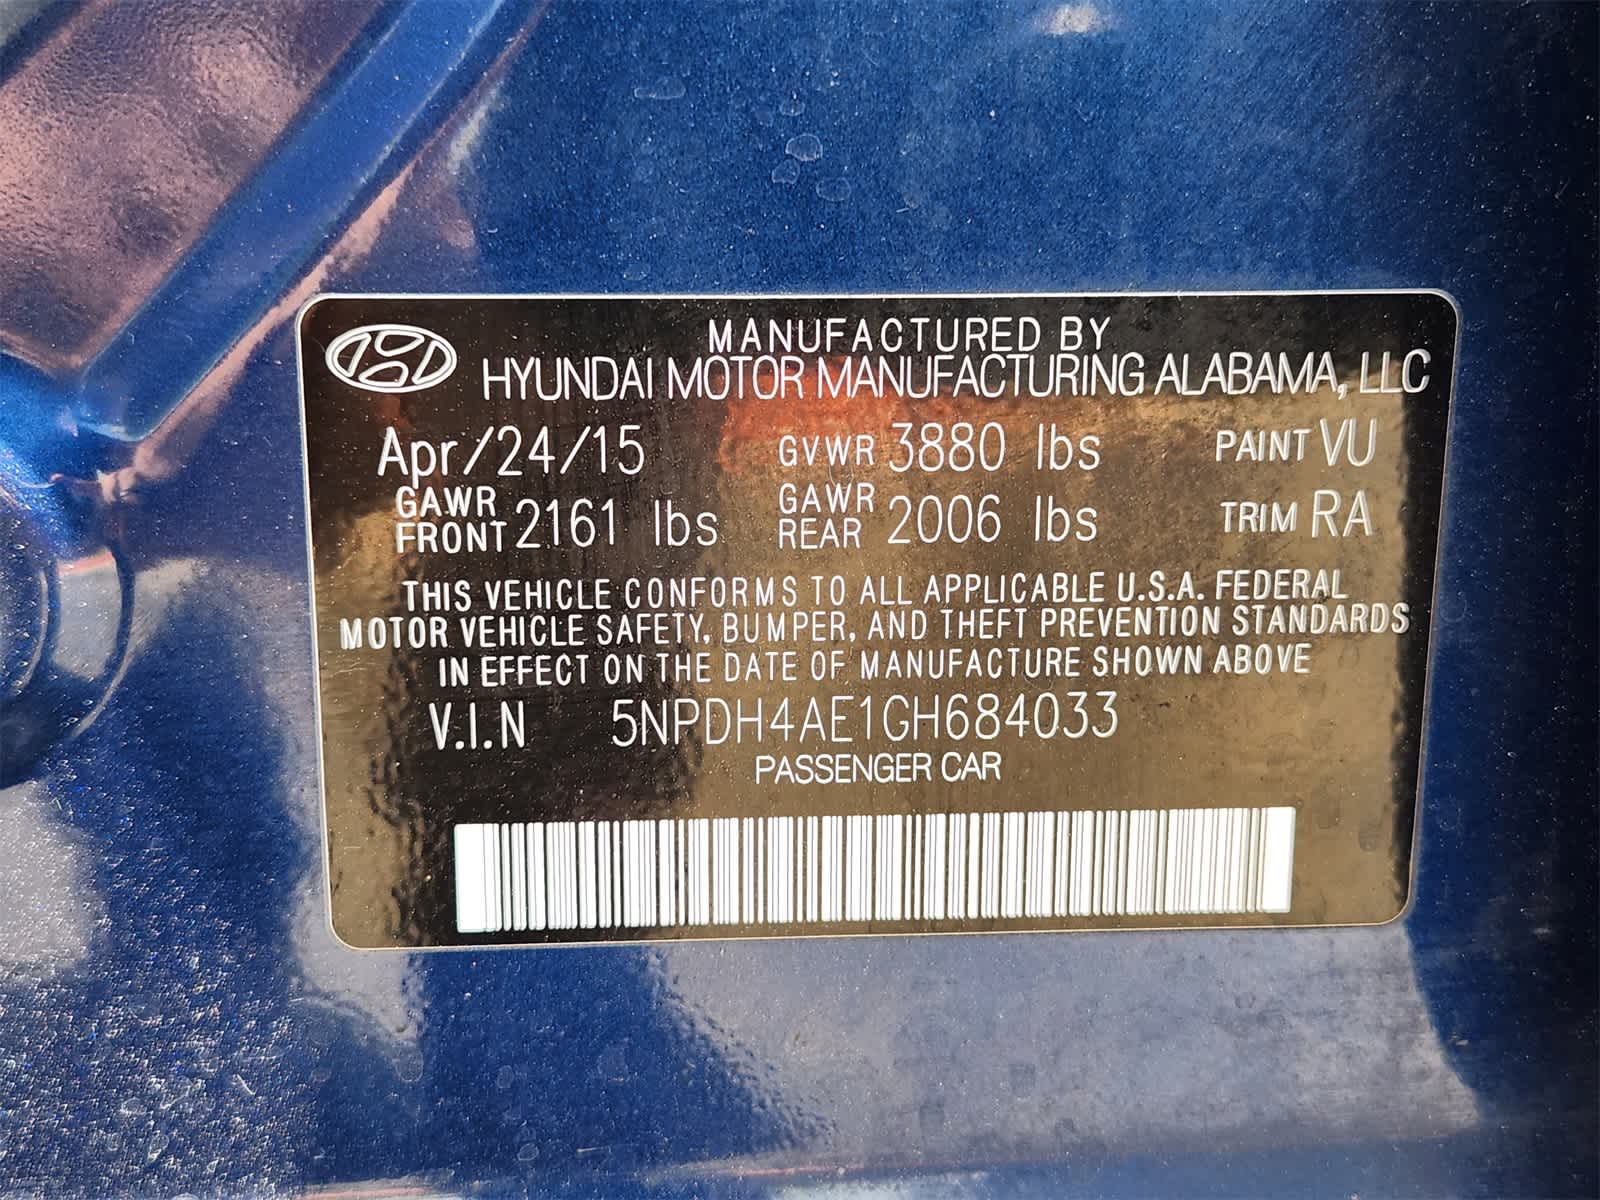 MANUFACTURED BY
HYUNDAI MOTOR MANUFACTURING ALABAMA, LLC
Apr/24/15 GVWR 3880 lbs PAINT VU
GAWR FRONT 2161 lbs GAWR REAR 2006 lbs TRIM RA
THIS VEHICLE CONFORMS TO ALL APPLICABLE U.S.A. FEDERAL
MOTOR VEHICLE SAFETY, BUMPER, AND THEFT PREVENTION STANDARDS
IN EFFECT ON THE DATE OF MANUFACTURE SHOWN ABOVE
V.I.N 5NPDH4AE1GH684033
PASSENGER CAR